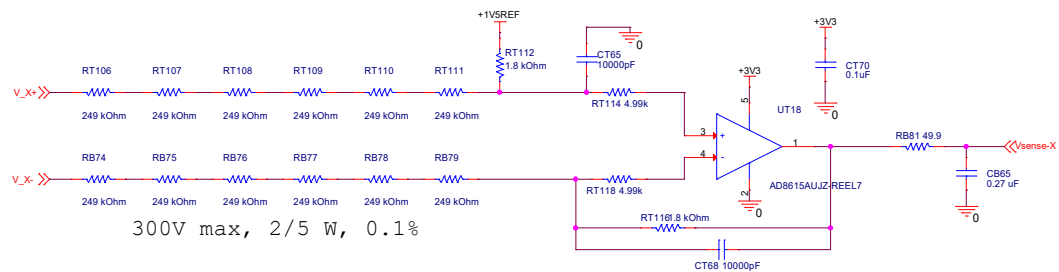 +1V5REF
+3V3
RT112
1.8 kOhm
CT65
10000pF
0
CT70
0.1uF
0
RT106 RT107 RT108 RT109 RT110 RT111
+3V3
V_X+
249 kOhm 249 kOhm 249 kOhm 249 kOhm 249 kOhm 249 kOhm
RT114 4.99k
5
UT18
3 + 1
4 -
RB81 49.9
Vsense-X
RB74 RB75 RB76 RB77 RB78 RB79
V_X-
249 kOhm 249 kOhm 249 kOhm 249 kOhm 249 kOhm 249 kOhm
RT118 4.99k
2
0
AD8615AUJZ-REEL7
CB65
0.27 uF
0
300V max, 2/5 W, 0.1%
RT1161.8 kOhm
CT68 10000pF